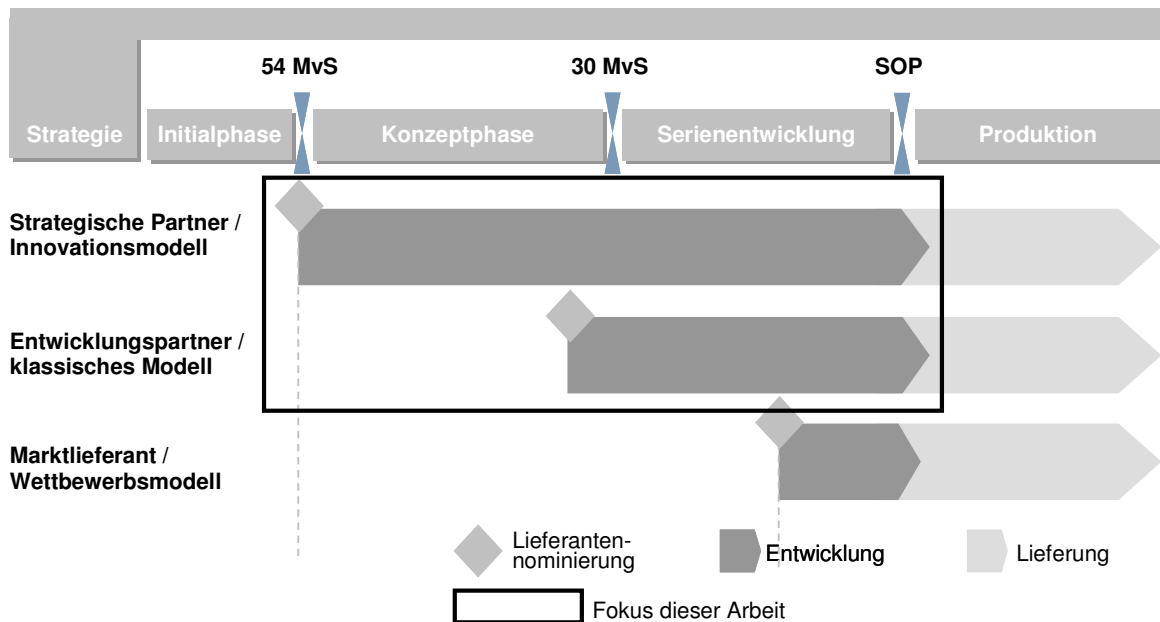 54 MvS
30 MvS
SOP
Strategie
Initialphase
Konzeptphase
Serienentwicklung
Produktion
Strategische Partner /
Innovationsmodell
Entwicklungspartner /
klassisches Modell
Marktlieferant /
Wettbewerbsmodell
Lieferanten-
nominierung
Entwicklung
Lieferung
Fokus dieser Arbeit